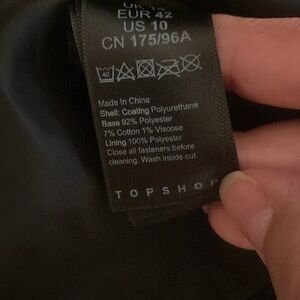 EUR 42
US 10
CN 175/96A
40
Made in China
Shell: Coating Polyurethane
Base 92% Polyester
7% Cotton 1% Viscose
Lining 100% Polyester
Close all fasteners before
cleaning. Wash inside out.
TOPSHOP